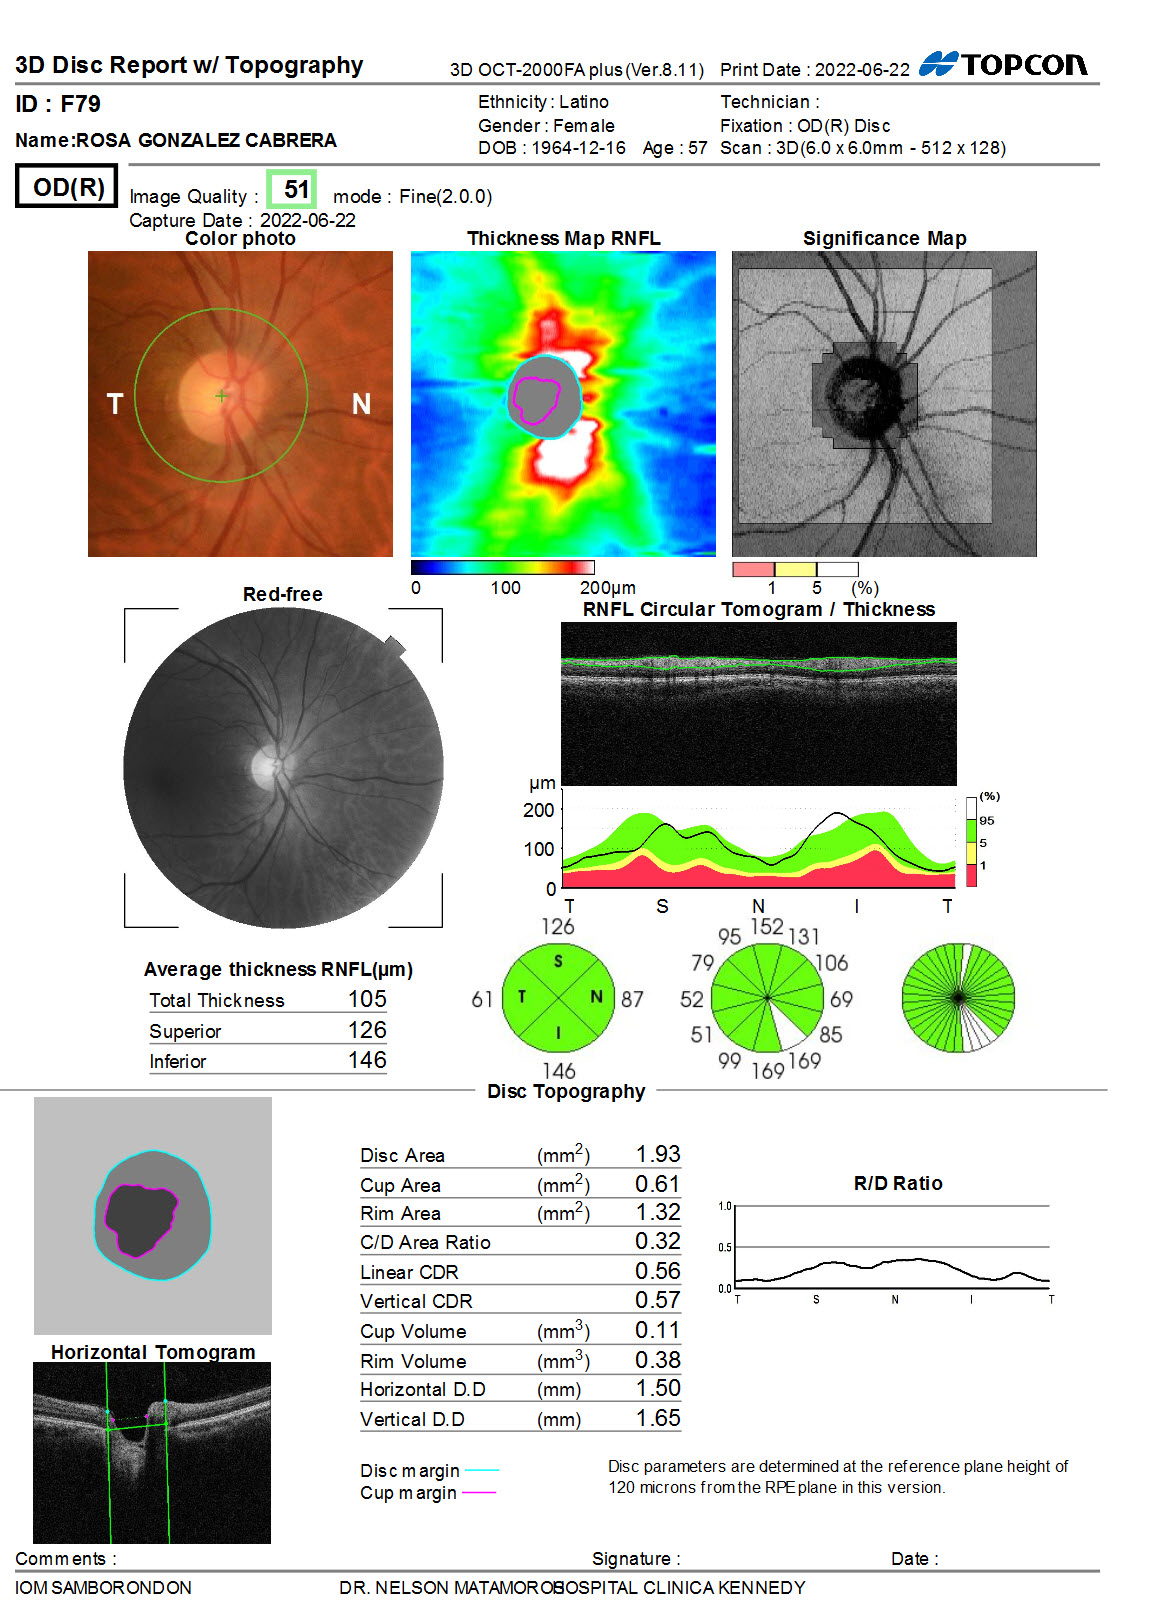 3D Disc Report w/ Topography
3D OCT-2000FA plus(Ver.8.11) Print Date : 2022-06-22 TOPCON
ID : F79
Ethnicity : Latino Technician :
Gender : Female Fixation : OD(R) Disc
Name:ROSA GONZALEZ CABRERA
DOB : 1964-12-16 Age : 57 Scan : 3D(6.0 x 6.0mm - 512 x 128)
OD(R) Image Quality : 51 mode : Fine(2.0.0)
Capture Date : 2022-06-22
Color photo Thickness Map RNFL Significance Map
T N
0 100 200µm
1 5 (%)
Red-free
RNFL Circular Tomogram / Thickness
µm
200
100
0
T S N I T
(%)
95
5
1
Average thickness RNFL(µm)
Total Thickness 105
Superior 126
Inferior 146
126
S
61 T N 87
I
146
95 152 131
79 106
52 69
51 85
99 169 169
Disc Topography
Disc Area (mm2) 1.93
Cup Area (mm2) 0.61
Rim Area (mm2) 1.32
C/D Area Ratio 0.32
Linear CDR 0.56
Vertical CDR 0.57
Cup Volume (mm3) 0.11
Rim Volume (mm3) 0.38
Horizontal D.D (mm) 1.50
Vertical D.D (mm) 1.65
R/D Ratio
1.0
0.5
0.0
T S N I T
Horizontal Tomogram
Disc margin
Cup margin
Disc parameters are determined at the reference plane height of
120 microns from the RPE plane in this version.
Comments : Signature : Date :
IOM SAMBORONDON DR. NELSON MATAMOROS HOSPITAL CLINICA KENNEDY